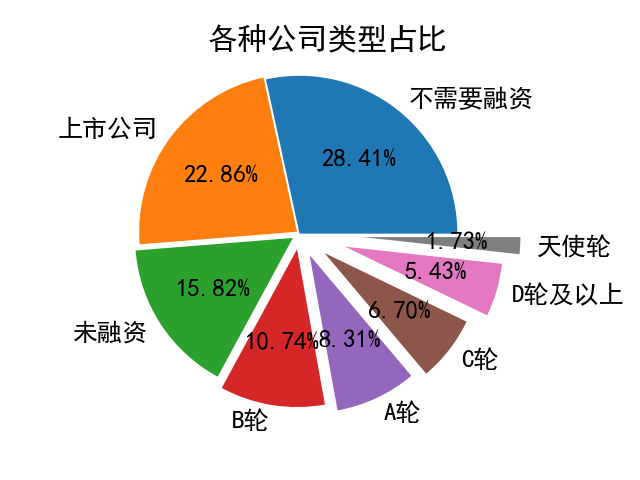 各种公司类型占比
不需要融资
28.41%
上市公司
22.86%
未融资
15.82%
B轮
10.74%
A轮
8.31%
C轮
6.70%
D轮及以上
5.43%
天使轮
1.73%